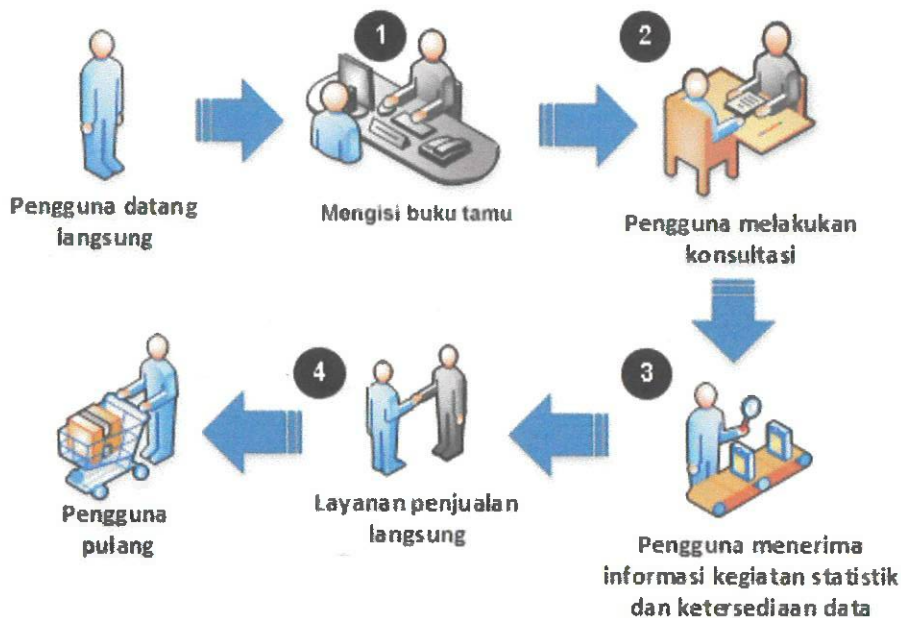 1
2
Pengguna datang
langsung
Mengisi buku tamu
Pengguna melakukan
konsultasi
4
3
Pengguna
pulang
Layanan penjualan
langsung
Pengguna menerima
informasi kegiatan statistik
dan ketersediaan data